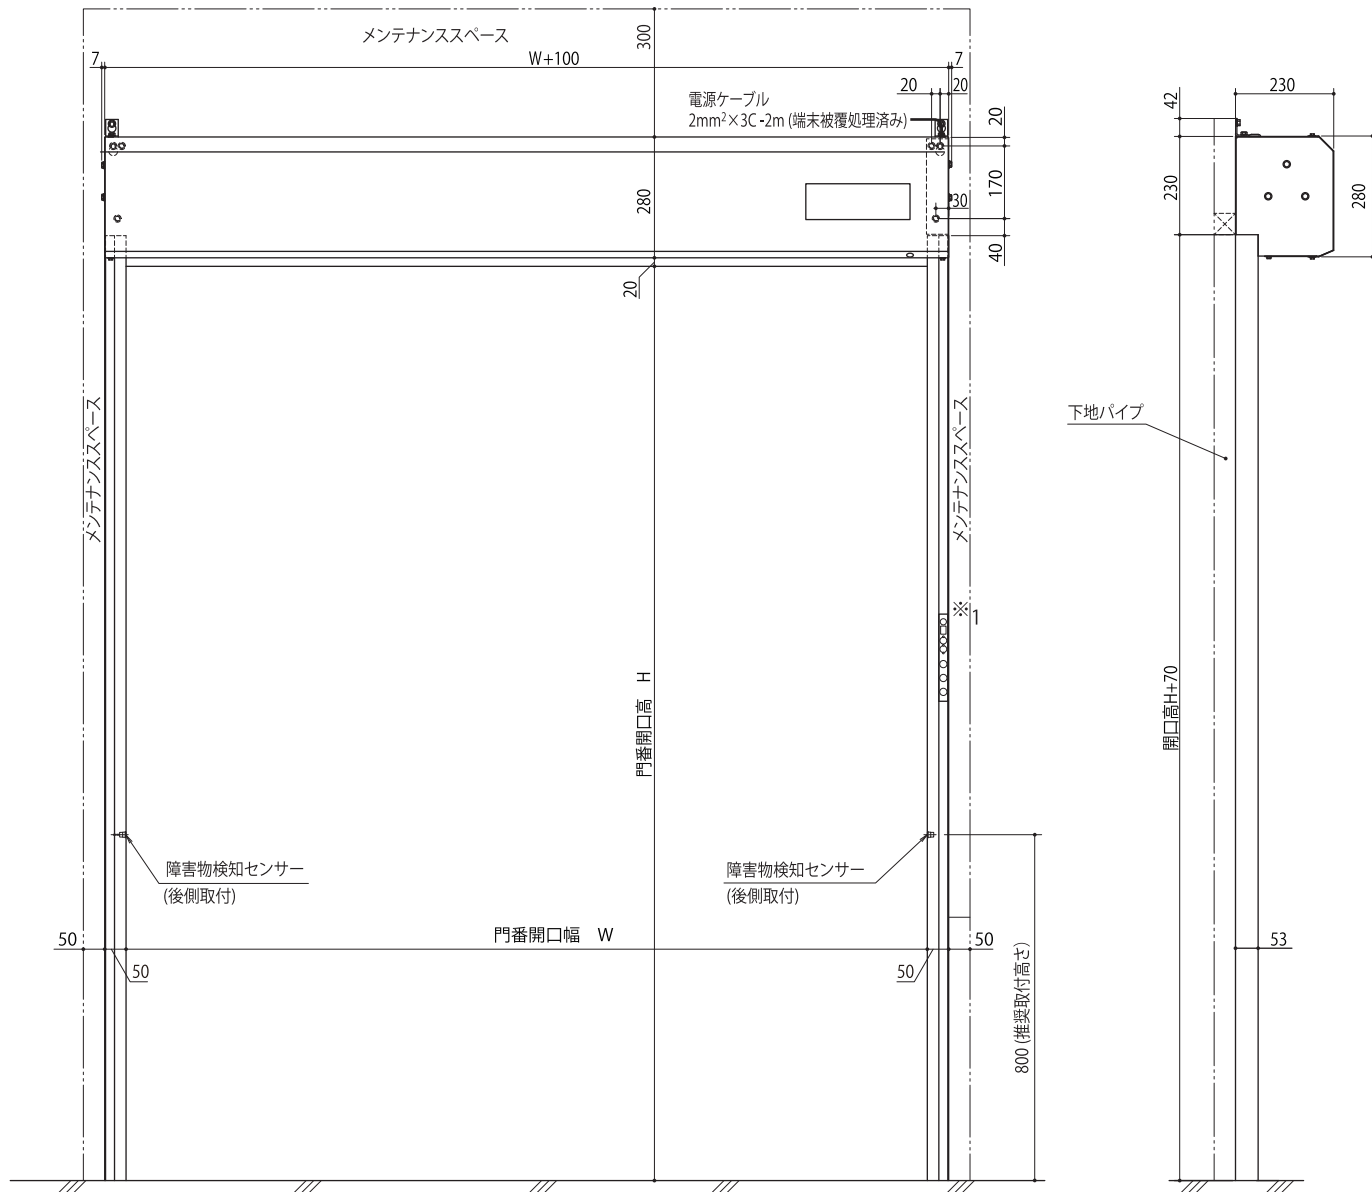 メンテナンススペース
300
7
W+100
7
20
20
電源ケーブル
2mm²×3C-2m (端末被覆処理済み)
20
170
280
30
40
20
メンテナンススペース
メンテナンススペース
※1
門番開口高 H
障害物検知センサー
(後側取付)
障害物検知センサー
(後側取付)
門番開口幅 W
50
50
50
50
800 (推奨取付高さ)
42
230
230
280
下地パイプ
開口高H+70
53